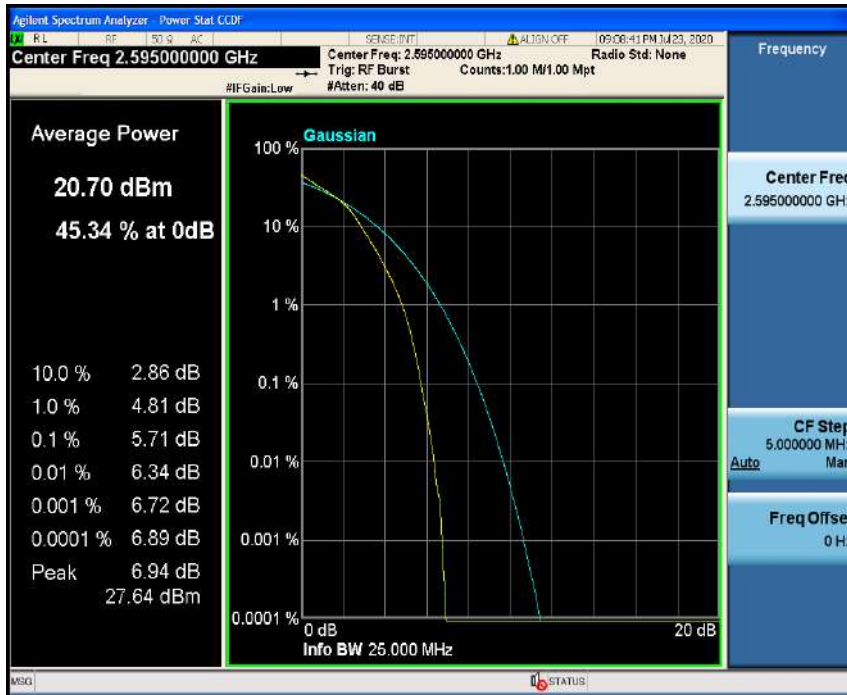 Agilent Spectrum Analyzer - Power Stat CCDF
RL RF 50 Ω AC SENSE:INT ALIGN OFF 09:08:41 PM Jul 23, 2020
Center Freq 2.595000000 GHz
Center Freq: 2.595000000 GHz Radio Std: None
Trig: RF Burst Counts:1.00 M/1.00 Mpt
#IFGain:Low #Atten: 40 dB
Average Power
20.70 dBm
45.34 % at 0dB
10.0 % 2.86 dB
1.0 % 4.81 dB
0.1 % 5.71 dB
0.01 % 6.34 dB
0.001 % 6.72 dB
0.0001 % 6.89 dB
Peak 6.94 dB
27.64 dBm
Gaussian
100 %
10 %
1 %
0.1 %
0.01 %
0.001 %
0.0001 %
0 dB 20 dB
Info BW 25.000 MHz
Frequency
Center Freq
2.595000000 GH
CF Step
5.000000 MH
Auto Man
Freq Offse
0 H
MSG STATUS